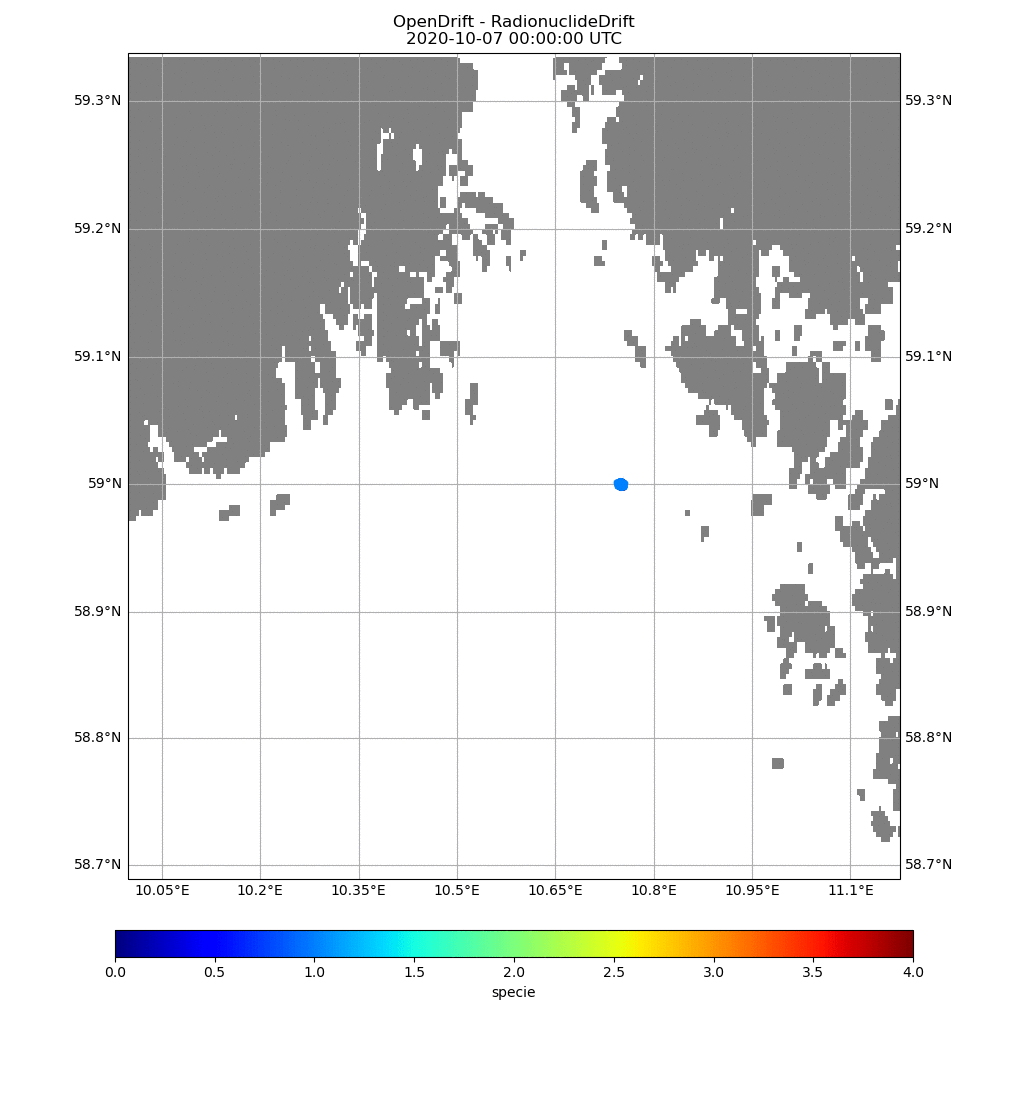 OpenDrift - RadionuclideDrift
2020-10-07 00:00:00 UTC
59.3°N 59.3°N
59.2°N 59.2°N
59.1°N 59.1°N
59°N 59°N
58.9°N 58.9°N
58.8°N 58.8°N
58.7°N 58.7°N
10.05°E 10.2°E 10.35°E 10.5°E 10.65°E 10.8°E 10.95°E 11.1°E
0.0 0.5 1.0 1.5 2.0 2.5 3.0 3.5 4.0
specie